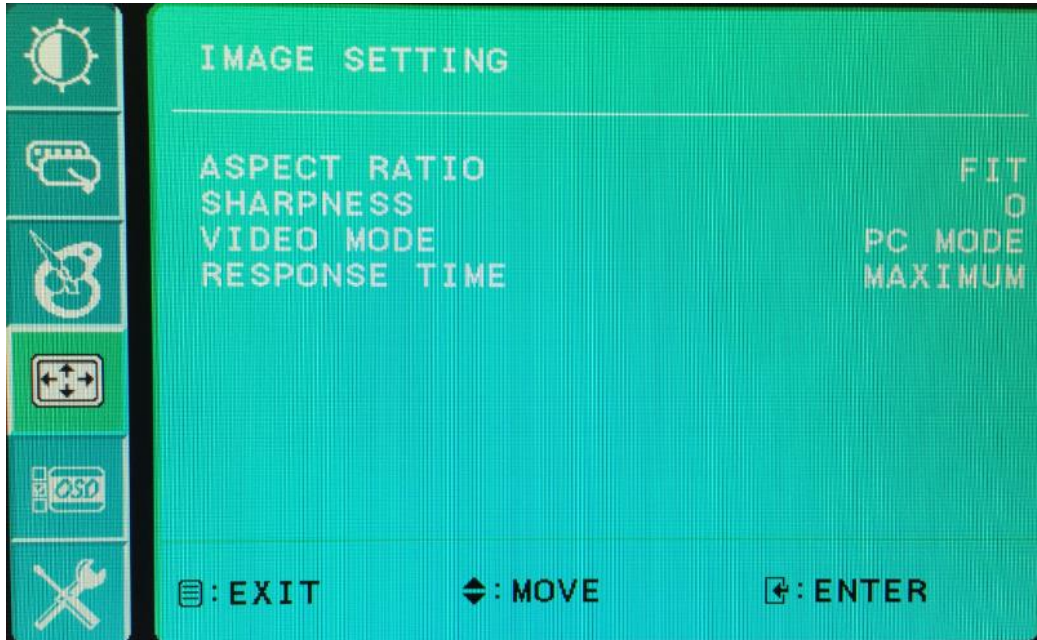 IMAGE SETTING
ASPECT RATIO FIT
SHARPNESS 0
VIDEO MODE PC MODE
RESPONSE TIME MAXIMUM
OSD
:EXIT :MOVE :ENTER